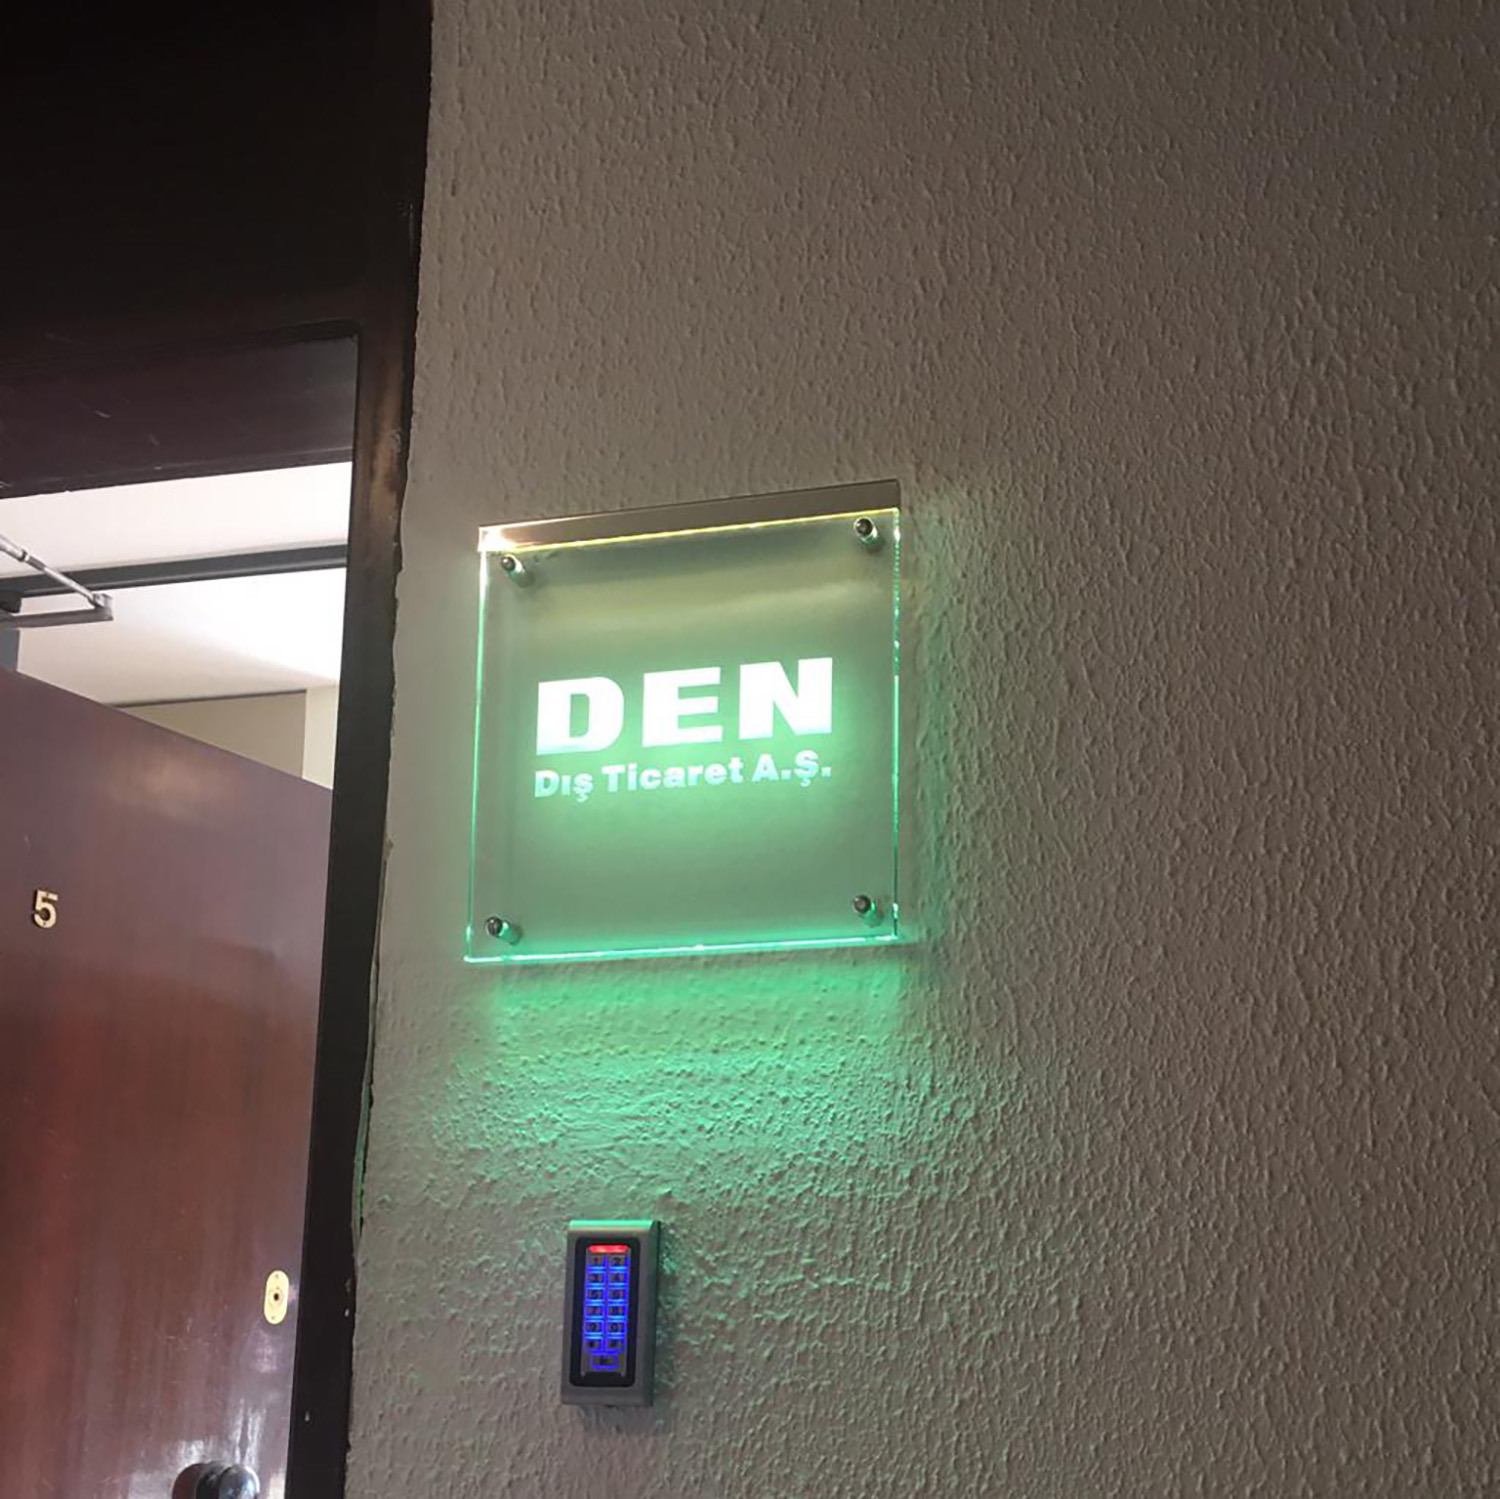 DEN
Dış Ticaret A.Ş.
5